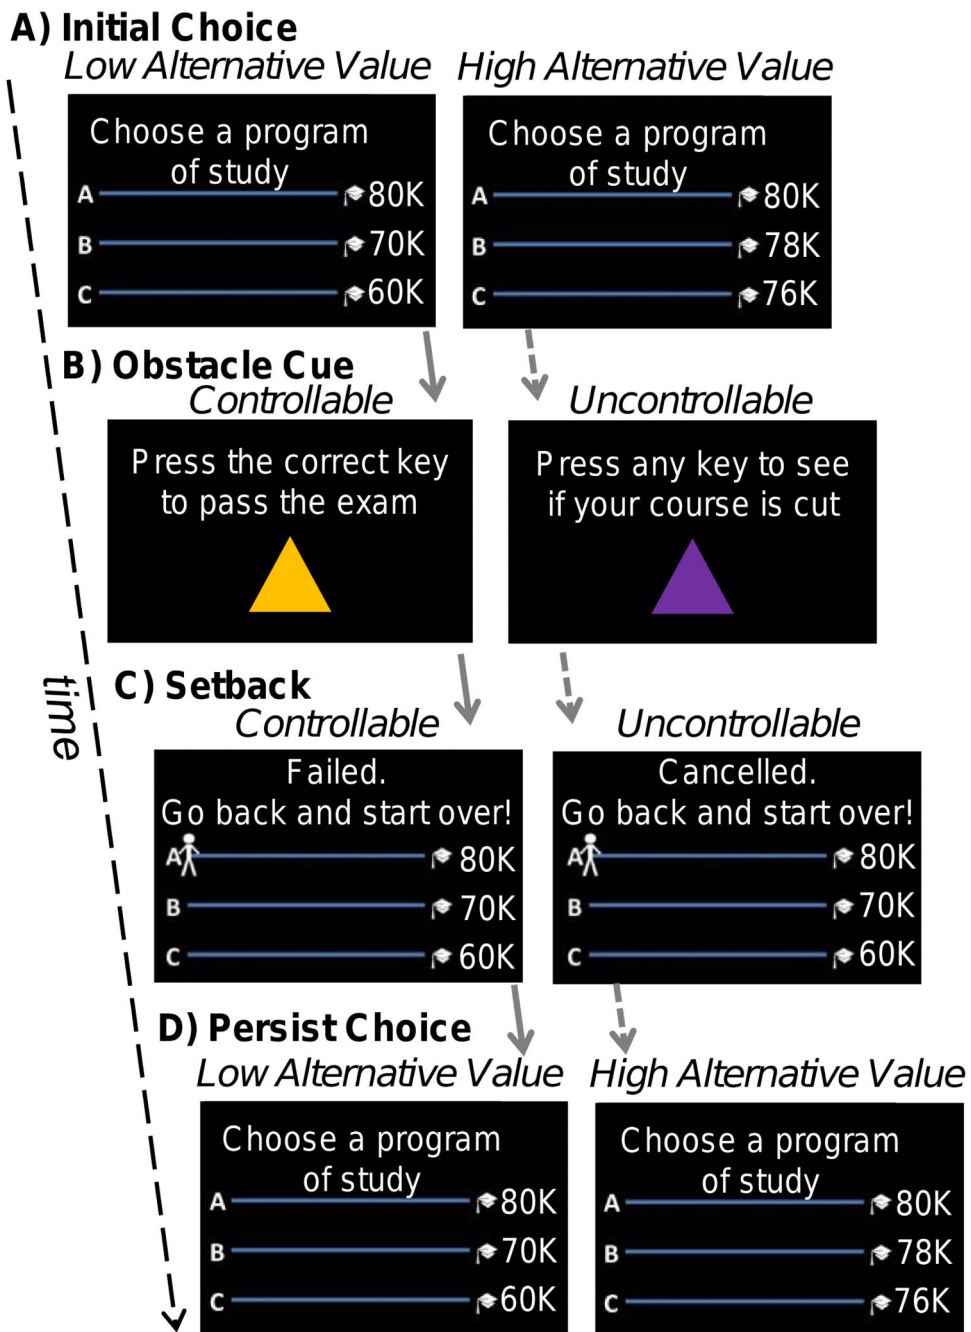 A) Initial Choice
Low Alternative Value
High Alternative Value
Choose a program
of study
A 80K
B 70K
C 60K
Choose a program
of study
A 80K
B 78K
C 76K
B) Obstacle Cue
Controllable
Uncontrollable
Press the correct key
to pass the exam
Press any key to see
if your course is cut
time
C) Setback
Controllable
Uncontrollable
Failed.
Go back and start over!
A 80K
B 70K
C 60K
Cancelled.
Go back and start over!
A 80K
B 70K
C 60K
D) Persist Choice
Low Alternative Value
High Alternative Value
Choose a program
of study
A 80K
B 70K
C 60K
Choose a program
of study
A 80K
B 78K
C 76K